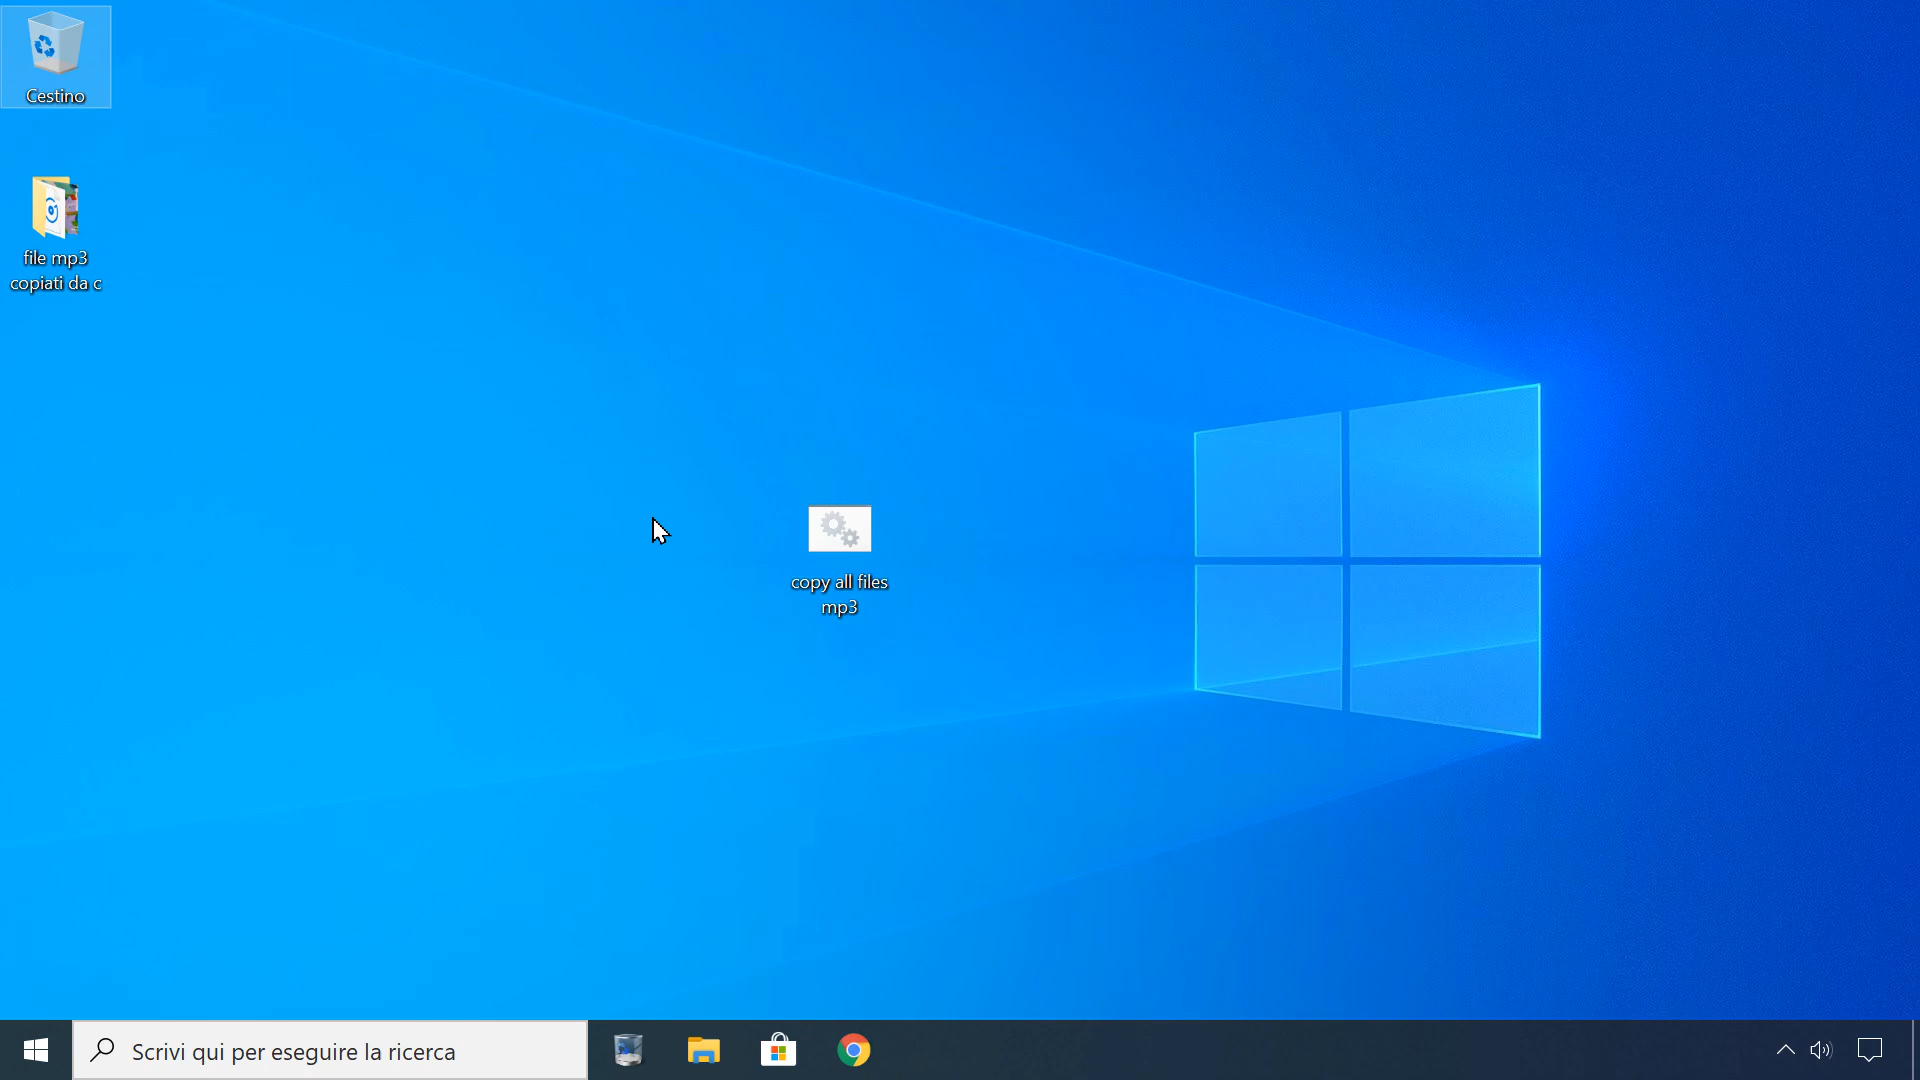 Cestino
file mp3
copiati da c
copy all files
mp3
Scrivi qui per eseguire la ricerca